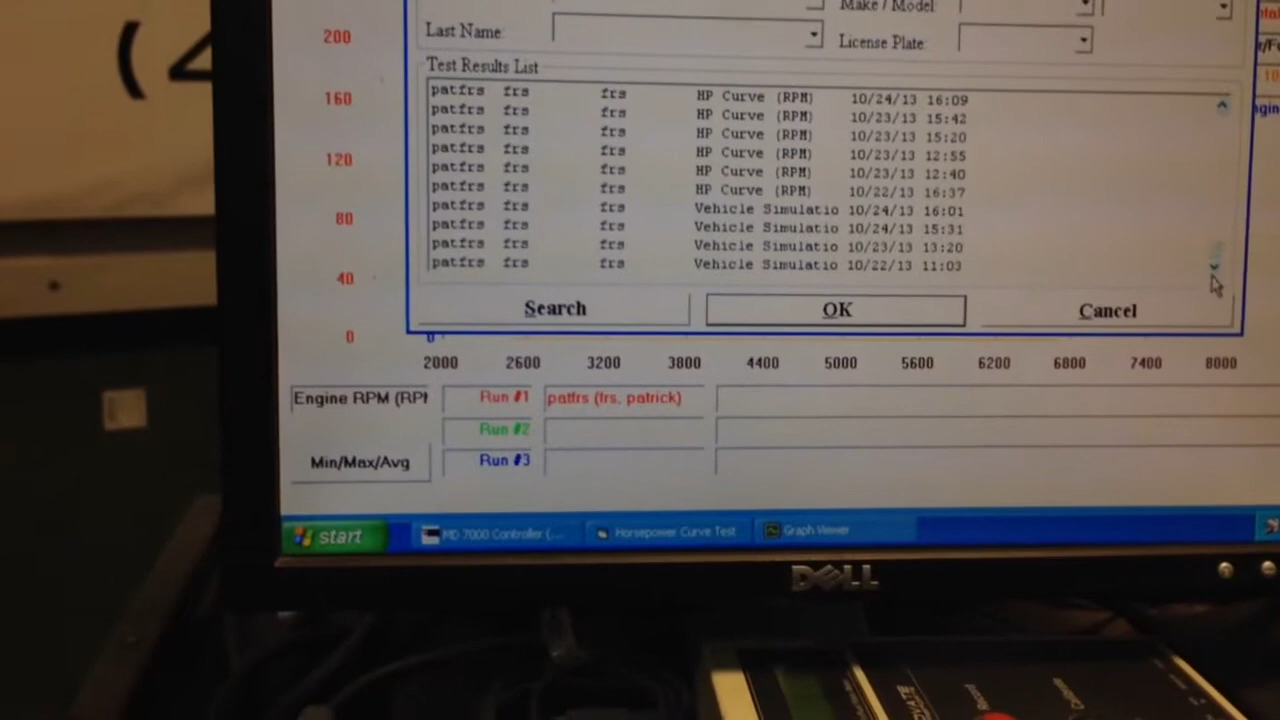 200
160
120
80
40
0
Make / Model:
Last Name:
License Plate:
Test Results List
patfrs frs frs HP Curve (RPM) 10/24/13 16:09
patfrs frs frs HP Curve (RPM) 10/23/13 15:42
patfrs frs frs HP Curve (RPM) 10/23/13 15:20
patfrs frs frs HP Curve (RPM) 10/23/13 12:55
patfrs frs frs HP Curve (RPM) 10/23/13 12:40
patfrs frs frs HP Curve (RPM) 10/22/13 16:37
patfrs frs frs Vehicle Simulatio 10/24/13 16:01
patfrs frs frs Vehicle Simulatio 10/24/13 15:31
patfrs frs frs Vehicle Simulatio 10/23/13 13:20
patfrs frs frs Vehicle Simulatio 10/22/13 11:03
Search OK Cancel
0
2000 2600 3200 3800 4400 5000 5600 6200 6800 7400 8000
Engine RPM (RPM Run #1 patfrs (frs, patrick)
Run #2
Min/Max/Avg Run #3
start MD 7000 Controller (... Horsepower Curve Test Graph Viewer
DELL